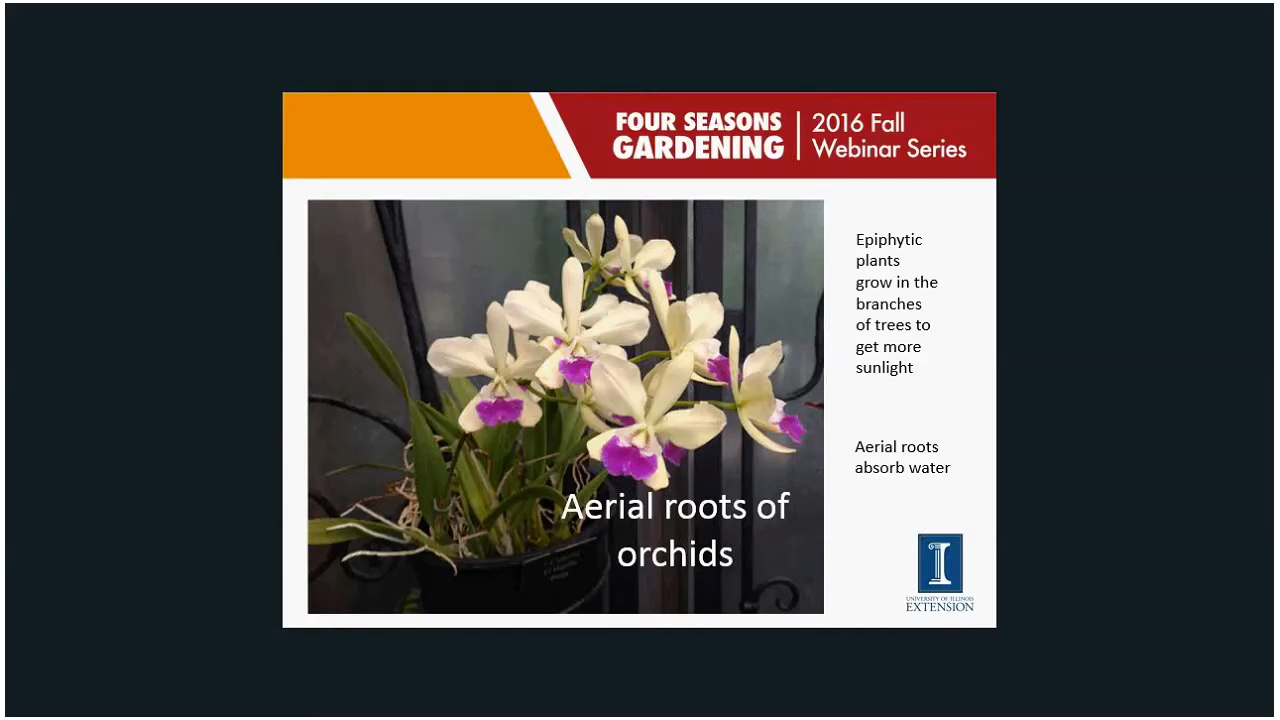 FOUR SEASONS
GARDENING
2016 Fall
Webinar Series
Epiphytic
plants
grow in the
branches
of trees to
get more
sunlight
Aerial roots
absorb water
Aerial roots of
orchids
UNIVERSITY OF ILLINOIS
EXTENSION